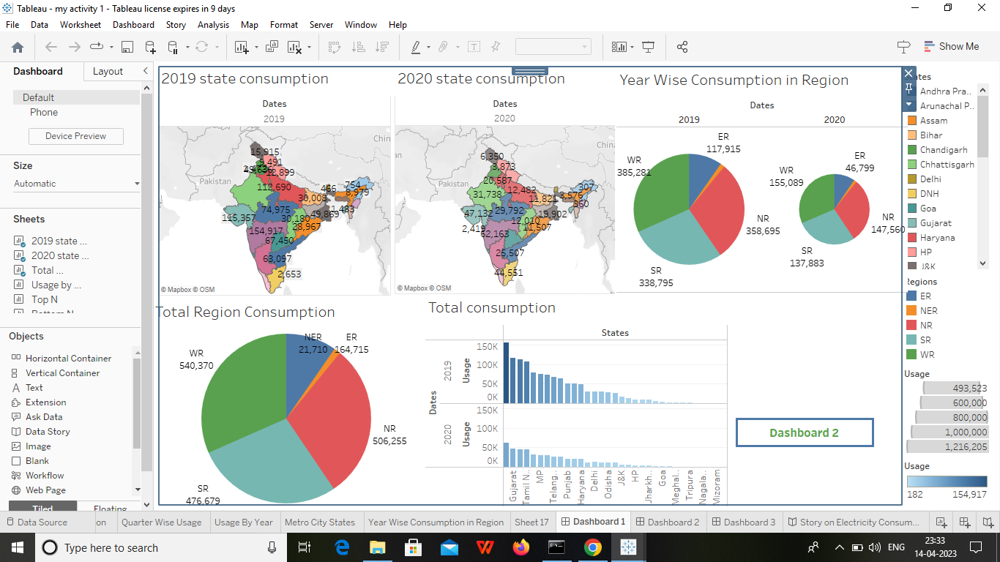 Tableau - my activity 1 - Tableau license expires in 9 days
File Data Worksheet Dashboard Story Analysis Map Format Server Window Help
Show Me
Dashboard Layout
Default
Phone
Device Preview
Size
Automatic
Sheets
2019 state ...
2020 state ...
Total ...
Usage by ...
Top N
Bottom N
Objects
Horizontal Container
Vertical Container
Text
Extension
Ask Data
Data Story
Image
Blank
Workflow
Web Page
Tiled Floating
2019 state consumption
Dates
2019
Pakistan
Chin
15,915
9,491
12,899
112,690
30,008
466
754
8,979
1,483
115,357
74,975
30,180
49,869
28,967
154,917
67,450
63,097
2,653
© Mapbox © OSM
2020 state consumption
Dates
2020
an
Chin
Pakistan
6,350
3,873
20,587
31,738
12,482
11,821
3,576
307
360
47,132
29,792
12,010
19,902
11,507
2,419
62,163
25,507
44,551
© Mapbox © OSM
Year Wise Consumption in Region
Dates
2019 2020
ER
117,915
WR
385,281
NR
358,695
SR
338,795
ER
46,799
WR
155,089
NR
147,560
SR
137,883
Total Region Consumption
NER
21,710
ER
164,715
WR
540,370
NR
506,255
SR
476,679
Total consumption
States
Dates
2019
Usage
150K
100K
50K
0K
2020
Usage
150K
100K
50K
0K
Gujarat
Tamil N..
MP
Telang..
Punjab
Haryana
Delhi
Odisha
J&K
HP
Jharkh..
Goa
Meghal..
Tripura
Nagala..
Mizoram
Dashboard 2
Andhra Pra..
Arunachal P..
Assam
Bihar
Chandigarh
Chhattisgarh
Delhi
DNH
Goa
Gujarat
Haryana
HP
J&K
Regions
ER
NER
NR
SR
WR
Usage
493,523
600,000
800,000
1,000,000
1,216,205
Usage
182 154,917
Data Source on Quarter Wise Usage Usage By Year Metro City States Year Wise Consumption in Region Sheet 17 Dashboard 1 Dashboard 2 Dashboard 3 Story on Electricity Consum...
Type here to search
ENG
23:33
14-04-2023